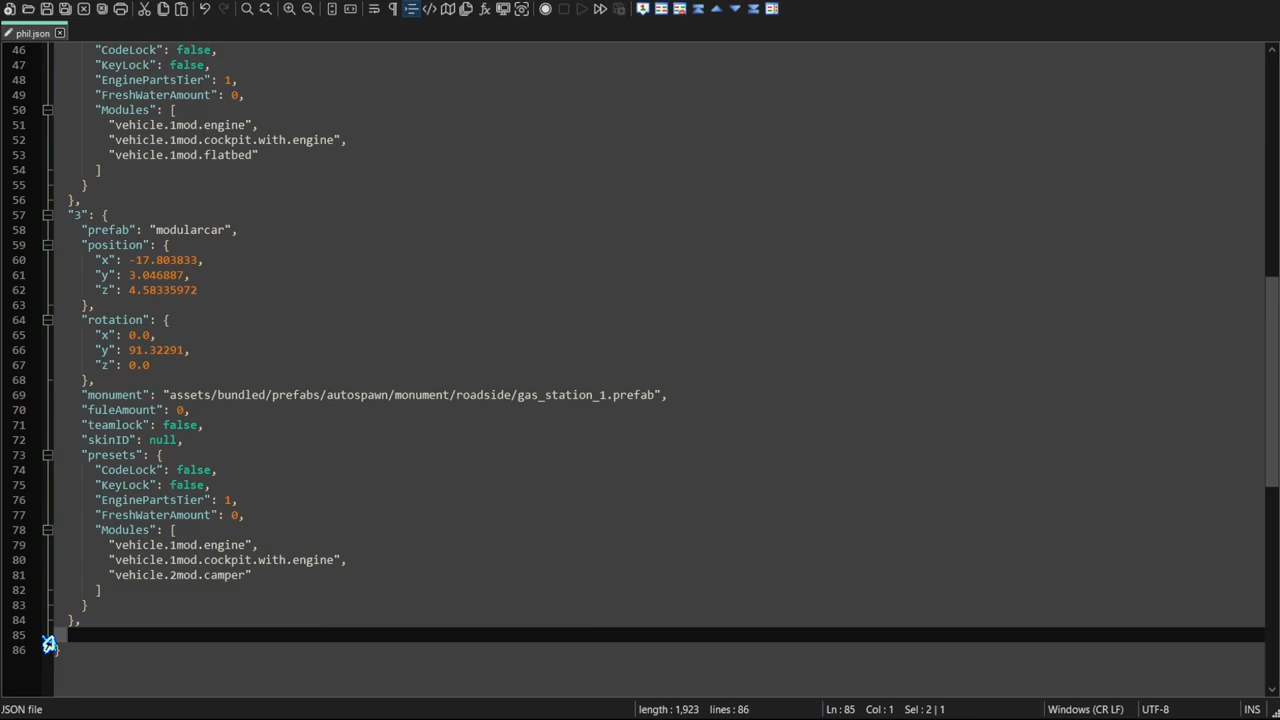 phil.json
46 "CodeLock": false,
47 "KeyLock": false,
48 "EnginePartsTier": 1,
49 "FreshWaterAmount": 0,
50 "Modules": [
51 "vehicle.1mod.engine",
52 "vehicle.1mod.cockpit.with.engine",
53 "vehicle.1mod.flatbed"
54 ]
55 }
56 },
57 "3": {
58 "prefab": "modularcar",
59 "position": {
60 "x": -17.803833,
61 "y": 3.046887,
62 "z": 4.58335972
63 },
64 "rotation": {
65 "x": 0.0,
66 "y": 91.32291,
67 "z": 0.0
68 },
69 "monument": "assets/bundled/prefabs/autospawn/monument/roadside/gas_station_1.prefab",
70 "fuleAmount": 0,
71 "teamlock": false,
72 "skinID": null,
73 "presets": {
74 "CodeLock": false,
75 "KeyLock": false,
76 "EnginePartsTier": 1,
77 "FreshWaterAmount": 0,
78 "Modules": [
79 "vehicle.1mod.engine",
80 "vehicle.1mod.cockpit.with.engine",
81 "vehicle.2mod.camper"
82 ]
83 }
84 },
85
86 }
JSON file length : 1,923 lines : 86 Ln : 85 Col : 1 Sel : 2 | 1 Windows (CR LF) UTF-8 INS